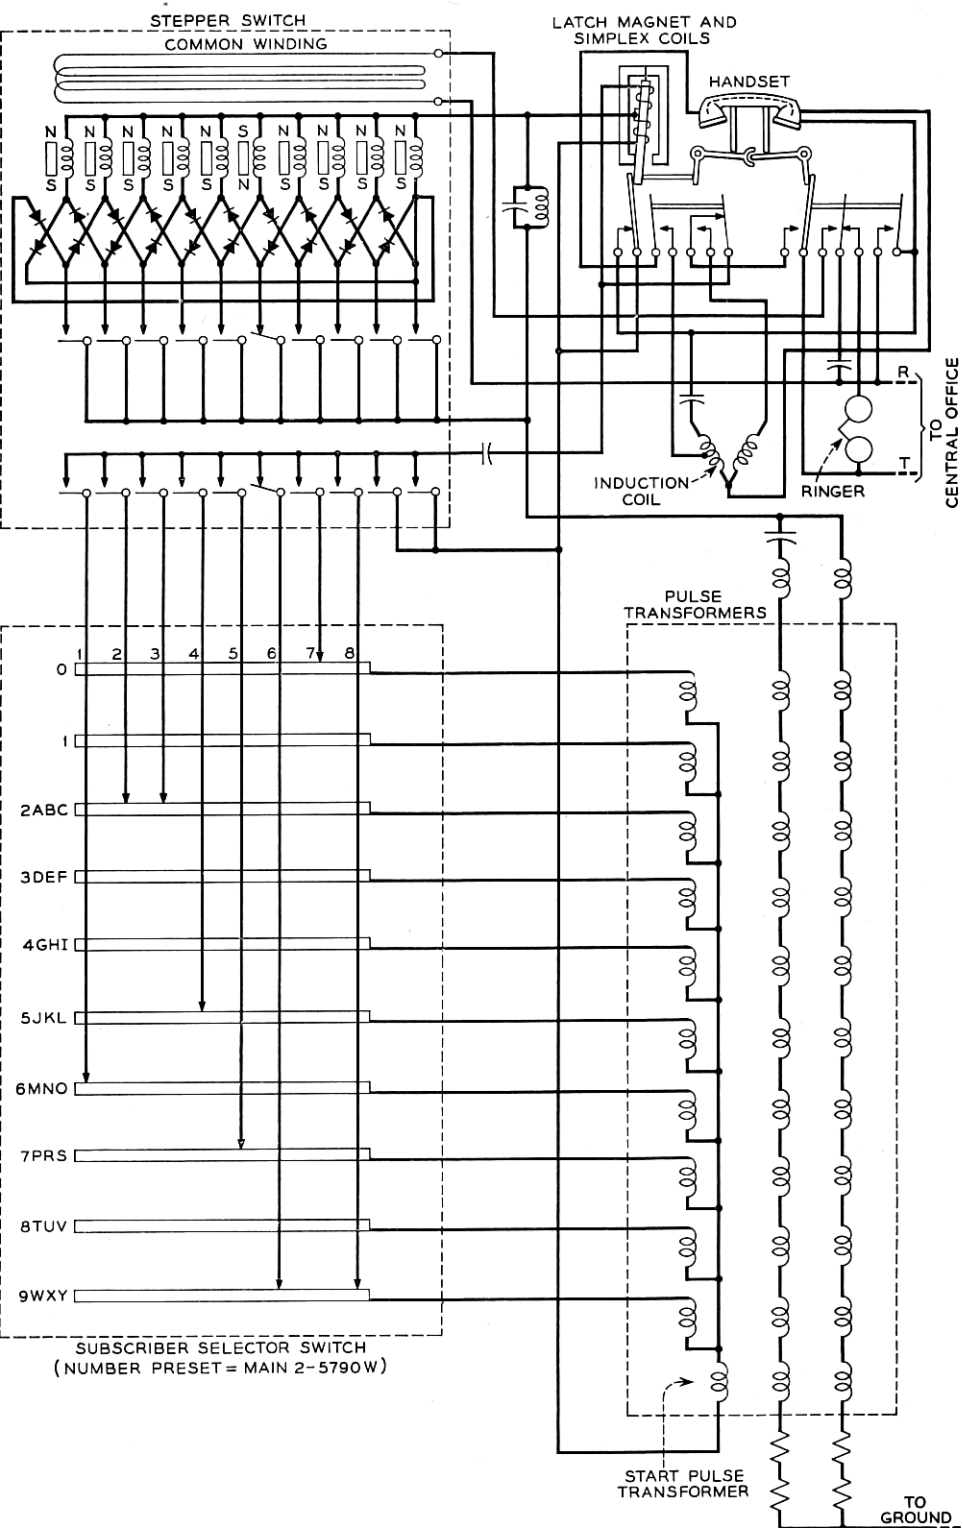 STEPPER SWITCH
COMMON WINDING
LATCH MAGNET AND
SIMPLEX COILS
HANDSET
N N N N N S N N N N
S S S S S N S S S S
R
T
TO
CENTRAL OFFICE
RINGER
INDUCTION
COIL
PULSE
TRANSFORMERS
1 2 3 4 5 6 7 8
0
1
2ABC
3DEF
4GHI
5JKL
6MNO
7PRS
8TUV
9WXY
SUBSCRIBER SELECTOR SWITCH
(NUMBER PRESET = MAIN 2-5790W)
START PULSE
TRANSFORMER
TO
GROUND